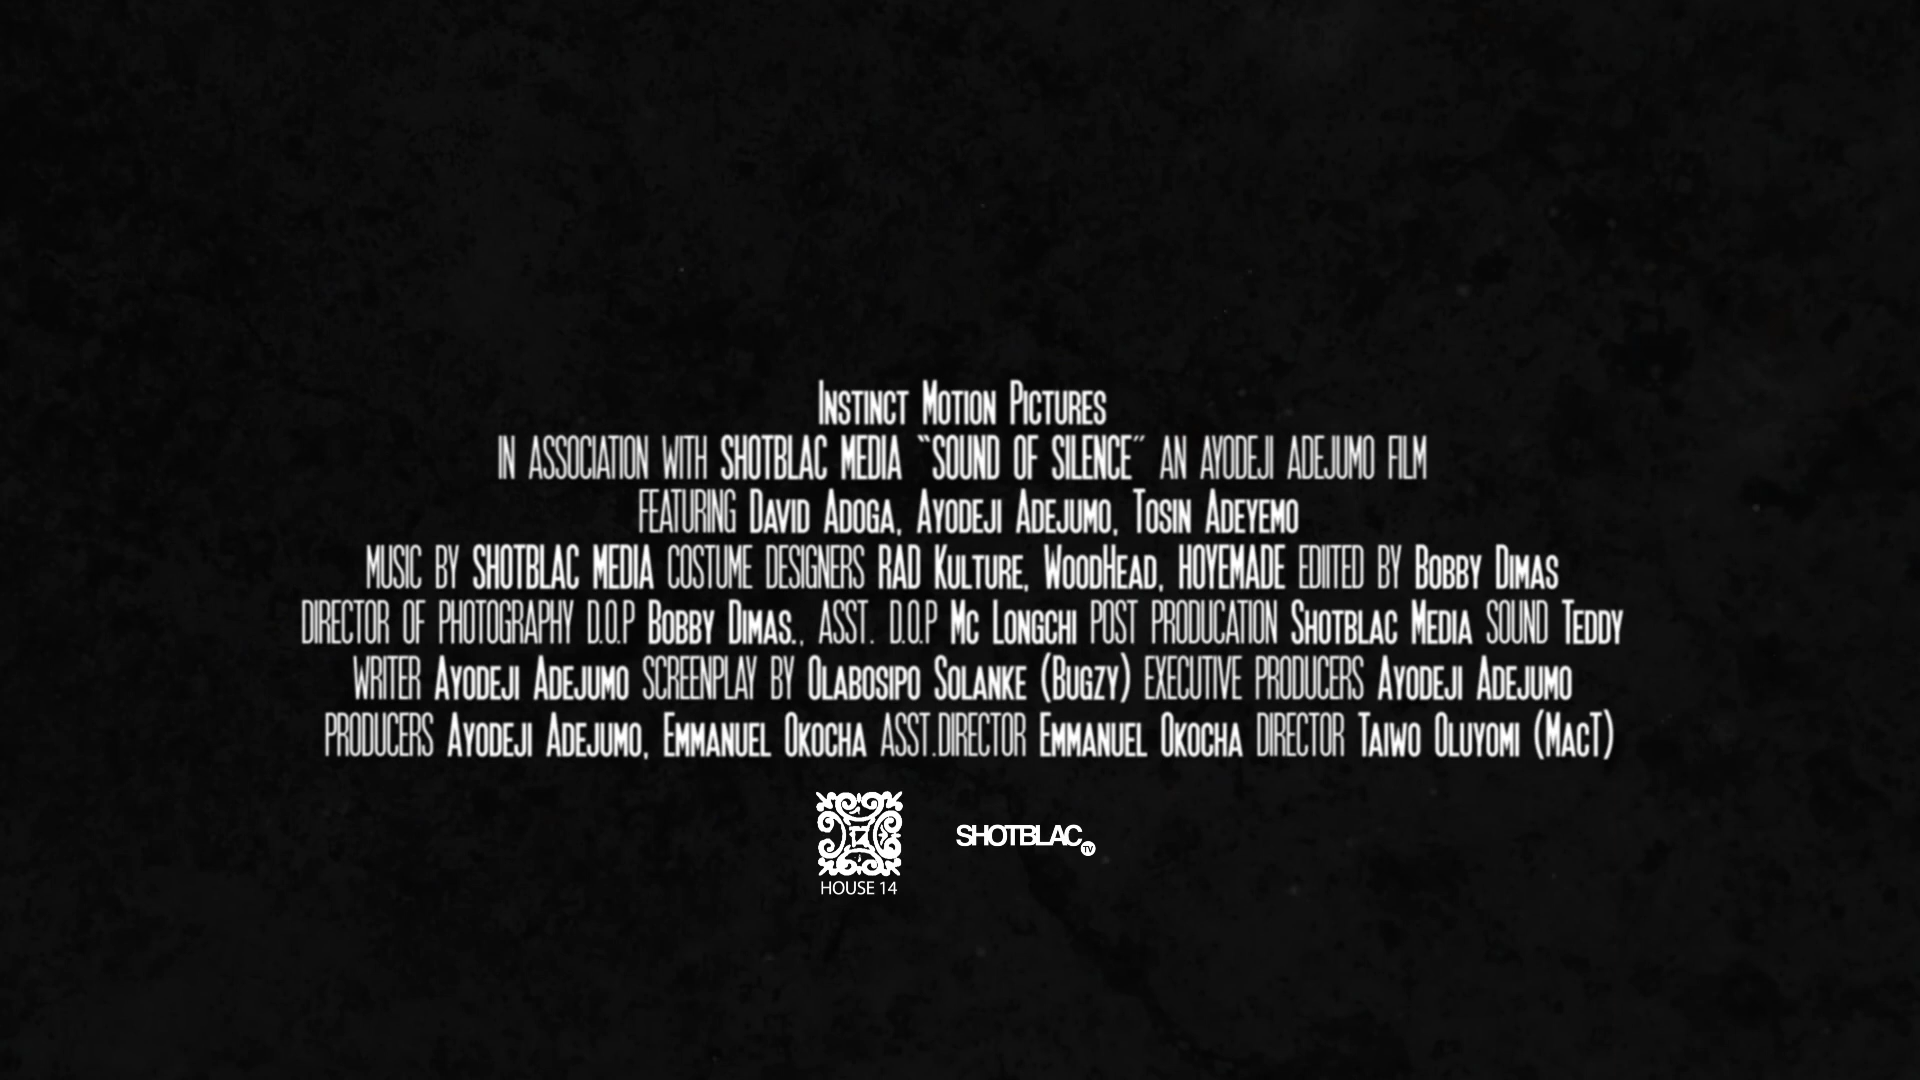 Instinct Motion Pictures
IN ASSOCIATION WITH SHOTBLAC MEDIA “SOUND OF SILENCE” AN AYODEJI ADEJUMO FILM
FEATURING David Adoga, Ayodeji Adejumo, Tosin Adeyemo
MUSIC BY SHOTBLAC MEDIA COSTUME DESIGNERS RAD Kulture, WoodHead, HOYEMADE EDIITED BY Bobby Dimas
DIRECTOR OF PHOTOGRAPHY D.O.P Bobby Dimas., ASST. D.O.P Mc Longchi POST PRODUCATION Shotblac Media SOUND Teddy
WRITER Ayodeji Adejumo SCREENPLAY BY Olabosipo Solanke (Bugzy) EXECUTIVE PRODUCERS Ayodeji Adejumo
PRODUCERS Ayodeji Adejumo, Emmanuel Okocha ASST.DIRECTOR Emmanuel Okocha DIRECTOR Taiwo Oluyomi (MacT)
SHOTBLAC TV
HOUSE 14